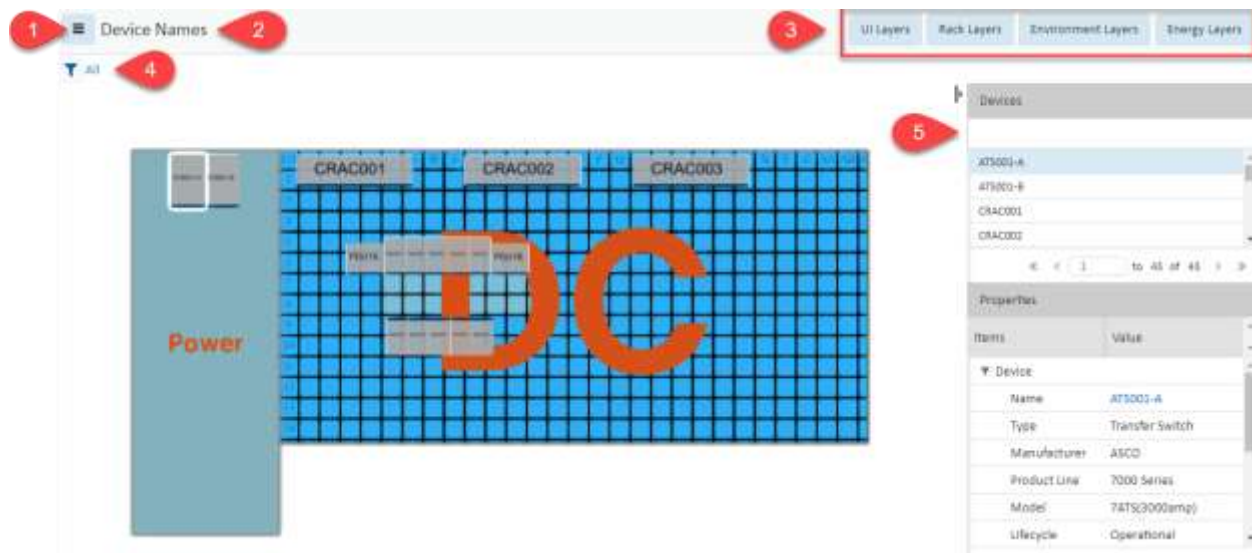 1 Device Names 2 3 UI Layers Rack Layers Environment Layers Energy Layers
All 4
Devices
5
ATS001-A
ATS001-B
CRAC001
CRAC002
1 to 45 of 45
Properties
Items Value
Device
Name ATS001-A
Type Transfer Switch
Manufacturer ASCO
Product Line 7000 Series
Model 7ATS(3000amp)
Lifecycle Operational
CRAC001 CRAC002 CRAC003
DC
Power